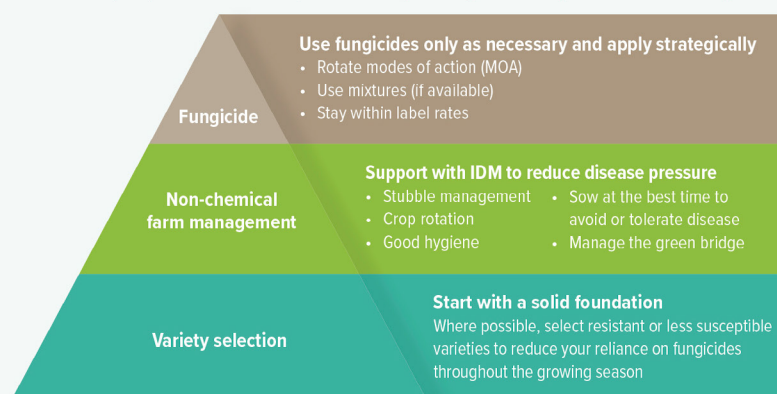 Use fungicides only as necessary and apply strategically
• Rotate modes of action (MOA)
• Use mixtures (if available)
• Stay within label rates
Fungicide
Support with IDM to reduce disease pressure
• Stubble management
• Crop rotation
• Good hygiene
• Sow at the best time to
avoid or tolerate disease
• Manage the green bridge
Non-chemical
farm management
Start with a solid foundation
Where possible, select resistant or less susceptible
varieties to reduce your reliance on fungicides
throughout the growing season
Variety selection